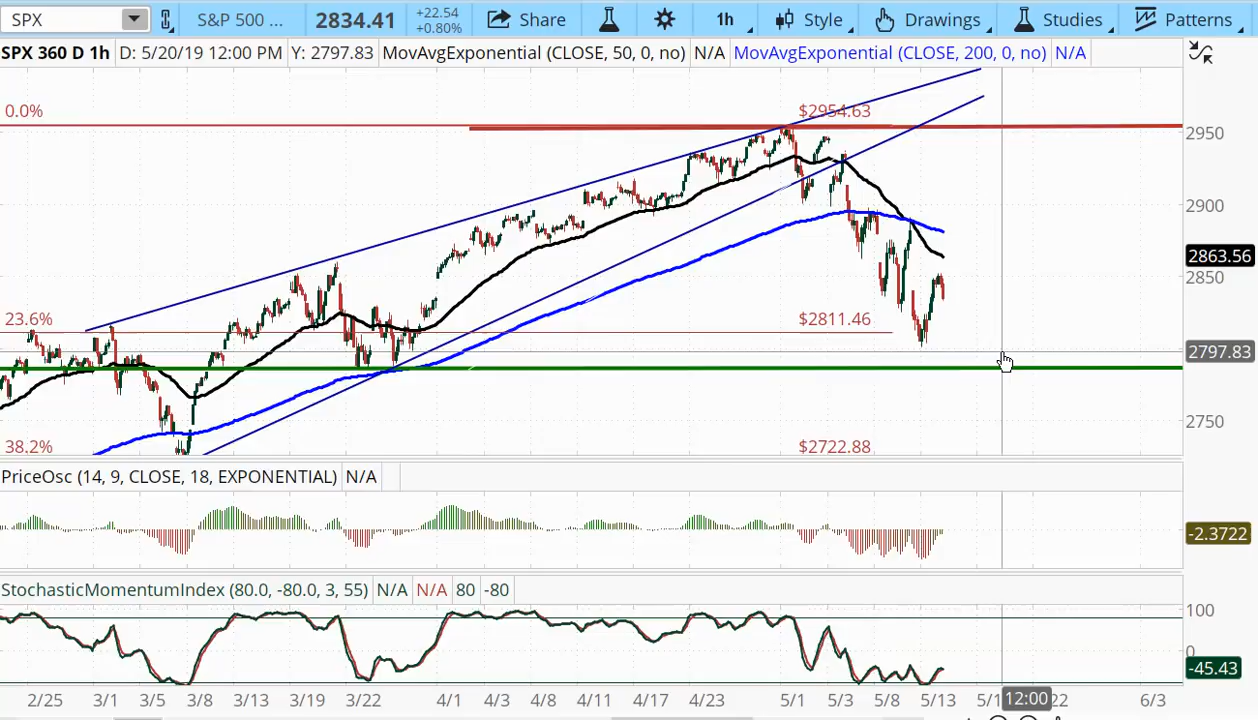 SPX S&P 500 ... 2834.41 +22.54 +0.80% Share 1h Style Drawings Studies Patterns
SPX 360 D 1h D: 5/20/19 12:00 PM Y: 2797.83 MovAvgExponential (CLOSE, 50, 0, no) N/A MovAvgExponential (CLOSE, 200, 0, no) N/A
0.0% $2954.63
2950
2900
2863.56
2850
23.6% $2811.46
2797.83
2750
38.2% $2722.88
PriceOsc (14, 9, CLOSE, 18, EXPONENTIAL) N/A
-2.3722
StochasticMomentumIndex (80.0, -80.0, 3, 55) N/A N/A 80 -80
100
0
-45.43
2/25 3/1 3/5 3/8 3/13 3/19 3/22 4/1 4/3 4/8 4/11 4/17 4/23 5/1 5/3 5/8 5/13 5/1 12:00 22 6/3